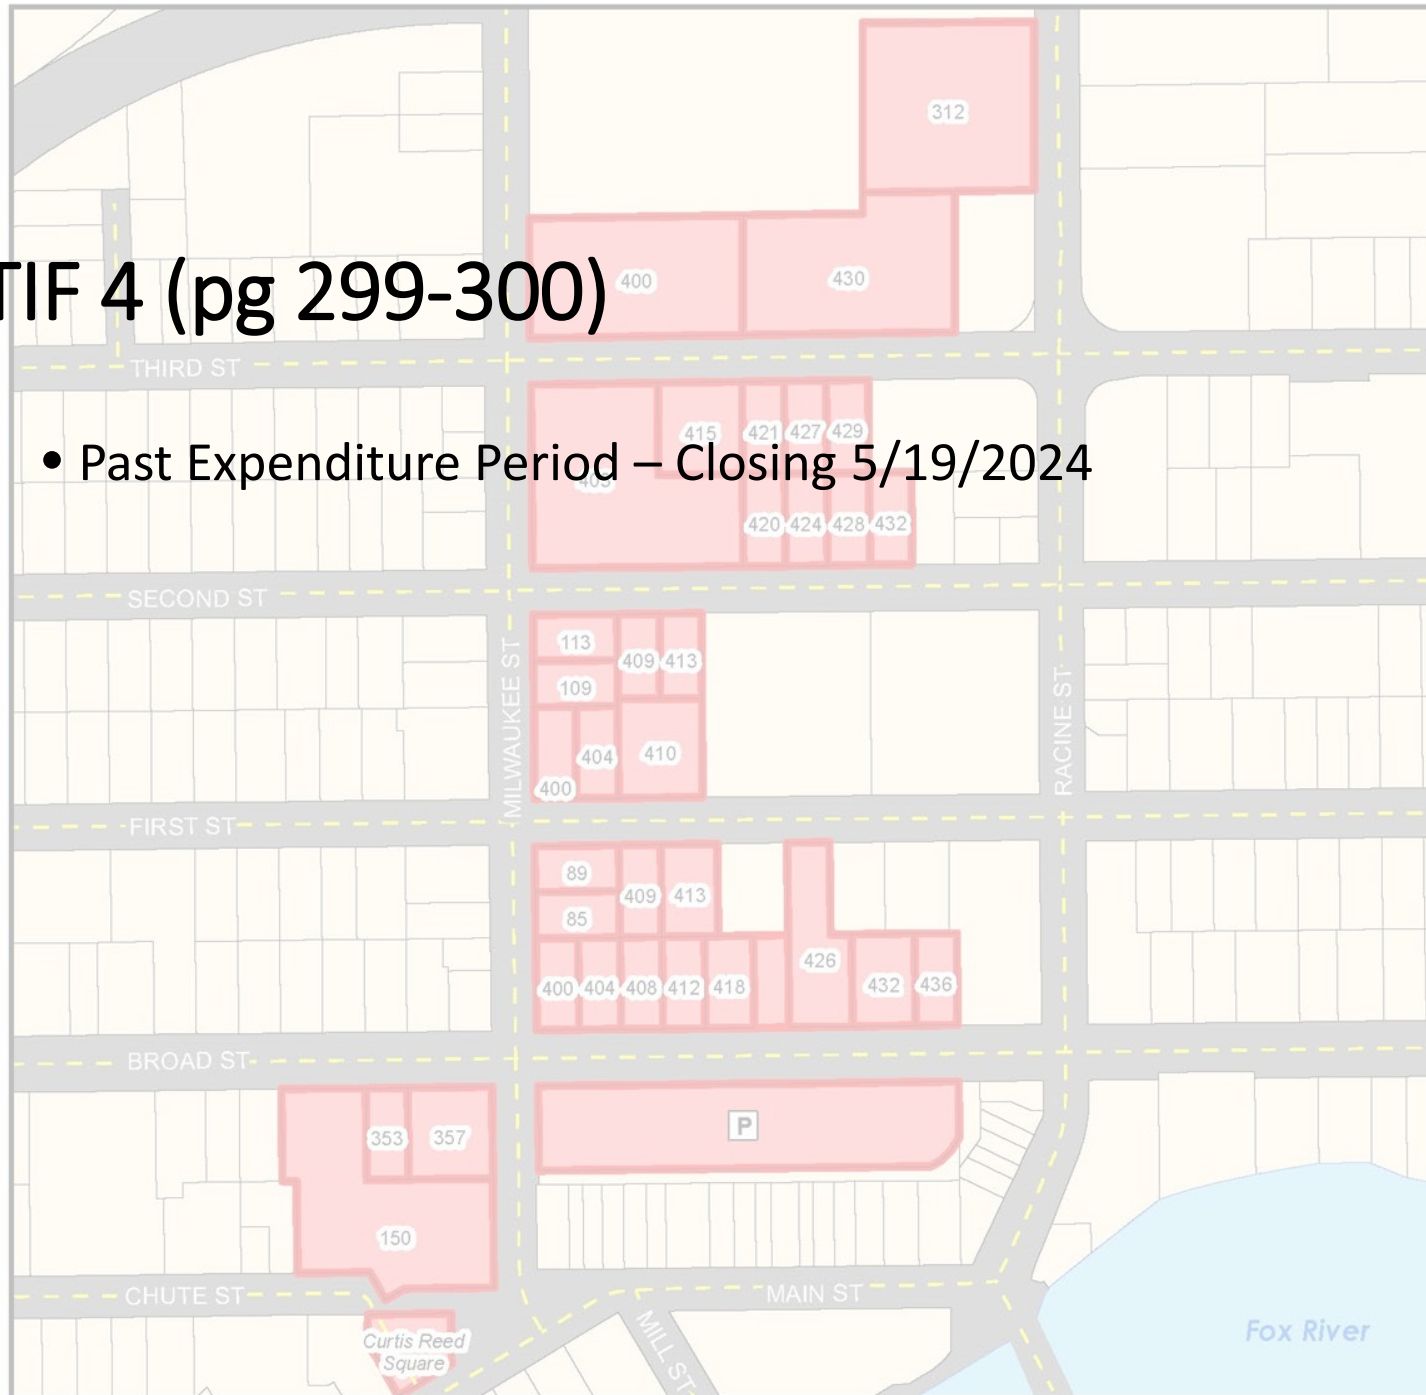 312
TIF 4 (pg 299-300)
400
430
THIRD ST
415
421
427
429
• Past Expenditure Period – Closing 5/19/2024
420
424
428
432
SECOND ST
113
409
413
109
MILWAUKEE ST
RACINE ST
404
410
400
FIRST ST
89
409
413
85
426
400
404
408
412
418
432
436
BROAD ST
P
353
357
150
CHUTE ST
MAIN ST
Curtis Reed
Square
MILL ST
Fox River